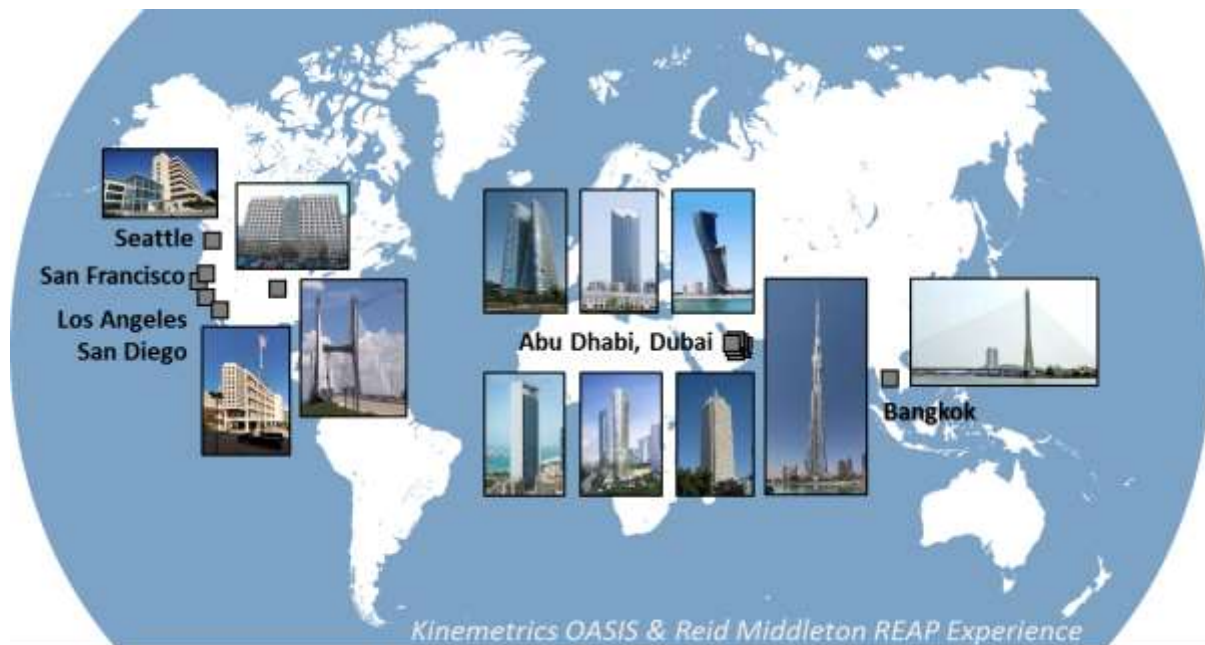 Seattle
San Francisco
Los Angeles
San Diego
Abu Dhabi, Dubai
Bangkok
Kinemetrics OASIS & Reid Middleton REAP Experience